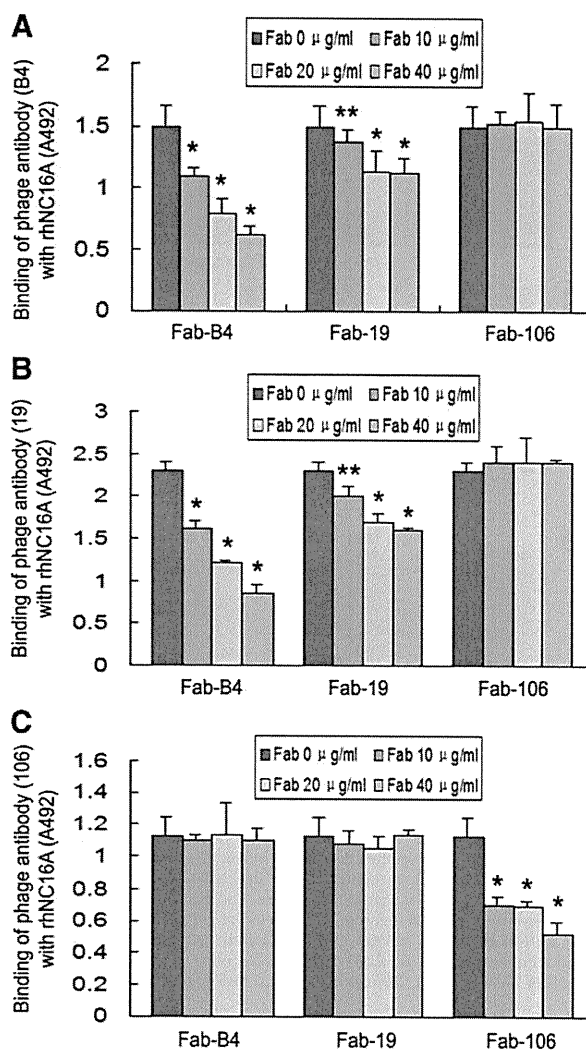 A
Fab 0 μ g/ml Fab 10 μ g/ml
Fab 20 μ g/ml Fab 40 μ g/ml
Binding of phage antibody (B4)
with rhNC16A (A492)
2
1.5
1
0.5
0
* * *
** * *
Fab-B4 Fab-19 Fab-106
B
Fab 0 μ g/ml Fab 10 μ g/ml
Fab 20 μ g/ml Fab 40 μ g/ml
Binding of phage antibody (19)
with rhNC16A (A492)
3
2.5
2
1.5
1
0.5
0
* * *
** * *
Fab-B4 Fab-19 Fab-106
C
Fab 0 μ g/ml Fab 10 μ g/ml
Fab 20 μ g/ml Fab 40 μ g/ml
Binding of phage antibody (106)
with rhNC16A (A492)
1.6
1.4
1.2
1
0.8
0.6
0.4
0.2
0
* * *
Fab-B4 Fab-19 Fab-106